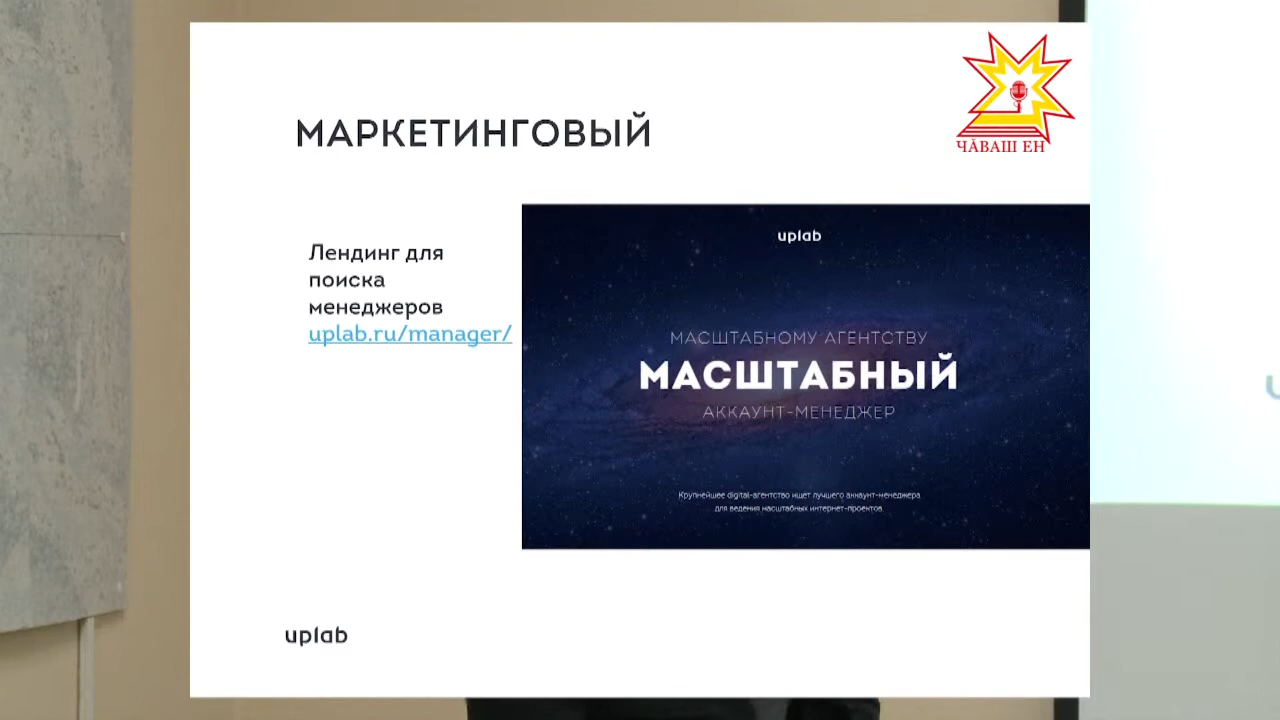 ЧӐВАШ ЕН
МАРКЕТИНГОВЫЙ
Лендинг для
поиска
менеджеров
uplab.ru/manager/
uplab
МАСШТАБНОМУ АГЕНТСТВУ
МАСШТАБНЫЙ
АККАУНТ-МЕНЕДЖЕР
Крупнейшее digital-агентство ищет лучшего аккаунт-менеджера
для ведения масштабных интернет-проектов
uplab